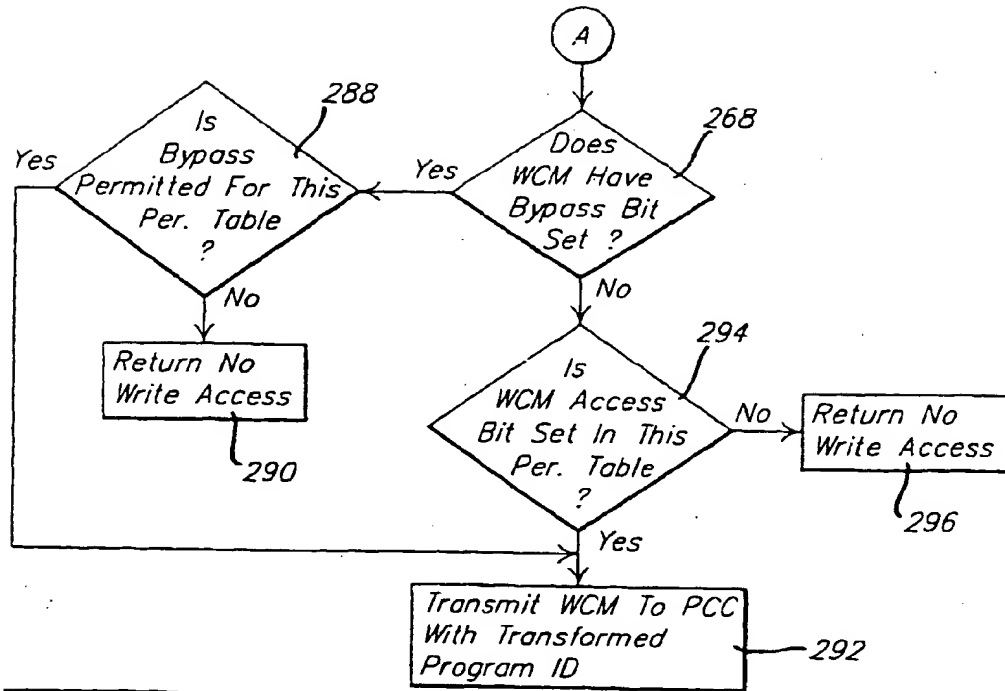 A
268
Does
WCM Have
Bypass Bit
Set ?
Yes
No
288
Is
Bypass
Permitted For This
Per. Table
?
Yes
No
Return No
Write Access
290
294
Is
WCM Access
Bit Set In This
Per. Table
?
No
Yes
Return No
Write Access
296
Transmit WCM To PCC
With Transformed
Program ID
292